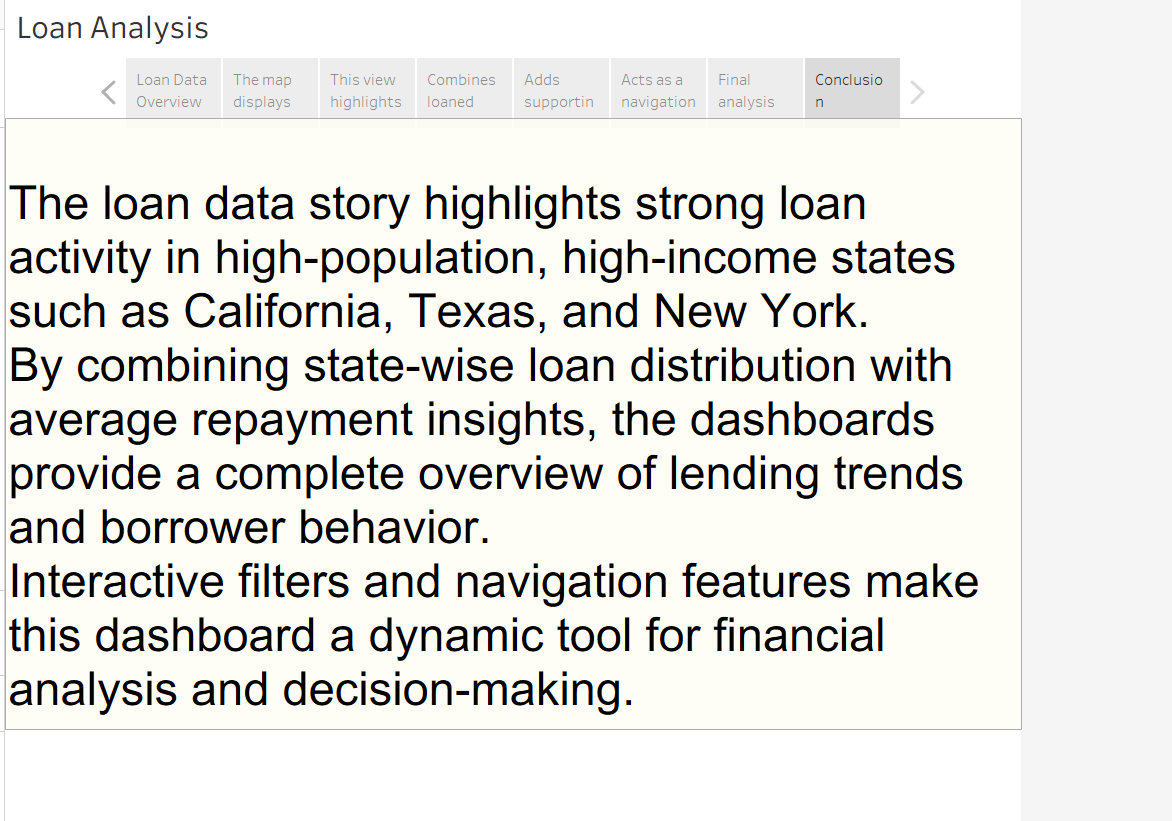 Loan Analysis
Loan Data
Overview
The map
displays
This view
highlights
Combines
loaned
Adds
supportin
Acts as a
navigation
Final
analysis
Conclusio
n
The loan data story highlights strong loan
activity in high-population, high-income states
such as California, Texas, and New York.
By combining state-wise loan distribution with
average repayment insights, the dashboards
provide a complete overview of lending trends
and borrower behavior.
Interactive filters and navigation features make
this dashboard a dynamic tool for financial
analysis and decision-making.